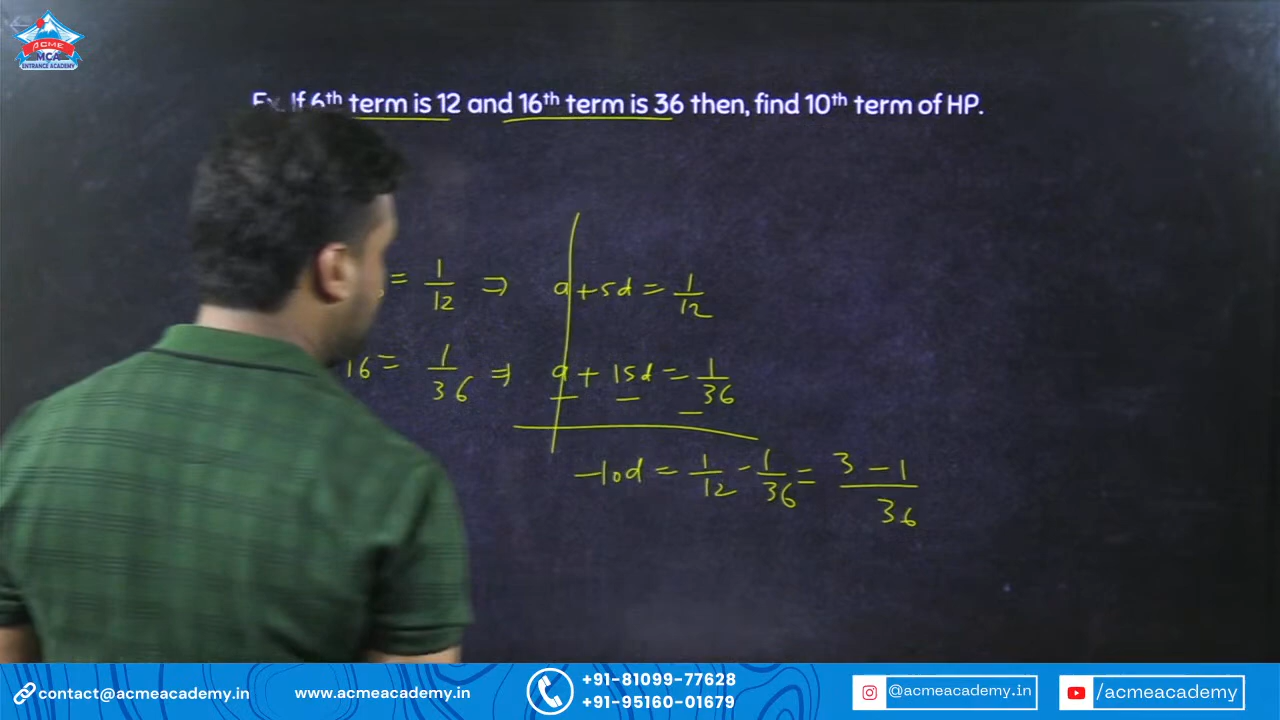 ACME
MCA
ENTRANCE ACADEMY
Ex. If 6th term is 12 and 16th term is 36 then, find 10th term of HP.
= 1/12 ⇒ a + 5d = 1/12
16 = 1/36 ⇒ a + 15d = 1/36
-10d = 1/12 - 1/36 = 3 - 1/36
contact@acmeacademy.in
www.acmeacademy.in
+91-81099-77628
+91-95160-01679
@acmeacademy.in
/acmeacademy